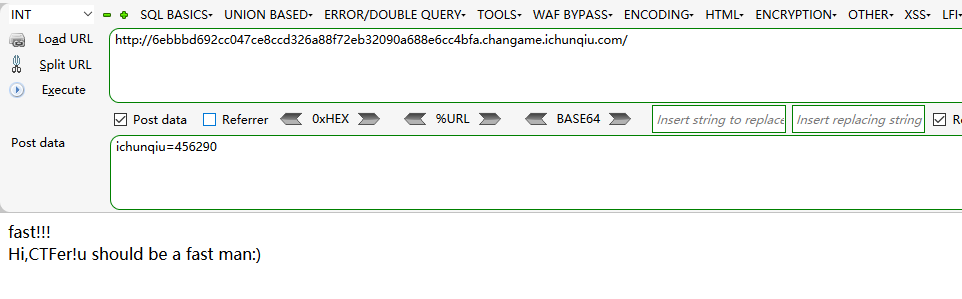 INT SQL BASICS UNION BASED ERROR/DOUBLE QUERY TOOLS WAF BYPASS ENCODING HTML ENCRYPTION OTHER XSS LFI
Load URL http://6ebbbd692cc047ce8ccd326a88f72eb32090a688e6cc4bfa.changame.ichunqiu.com/
Split URL
Execute
Post data Referrer 0xHEX %URL BASE64 Insert string to replace Insert replacing string
Post data ichunqiu=456290
fast!!!
Hi,CTFer!u should be a fast man:)